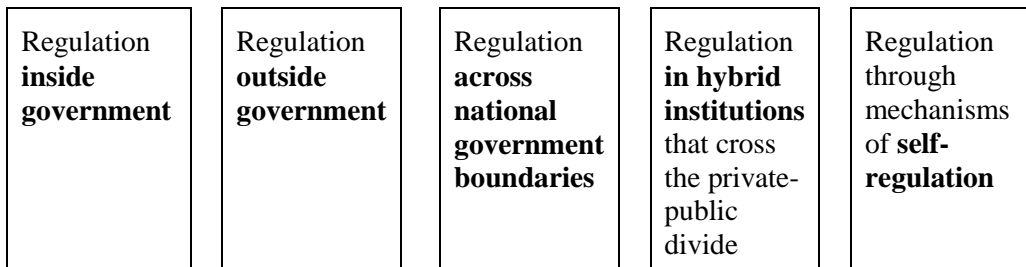 Regulation
inside
government
Regulation
outside
government
Regulation
across
national
government
boundaries
Regulation
in hybrid
institutions
that cross
the private-
public
divide
Regulation
through
mechanisms
of self-
regulation